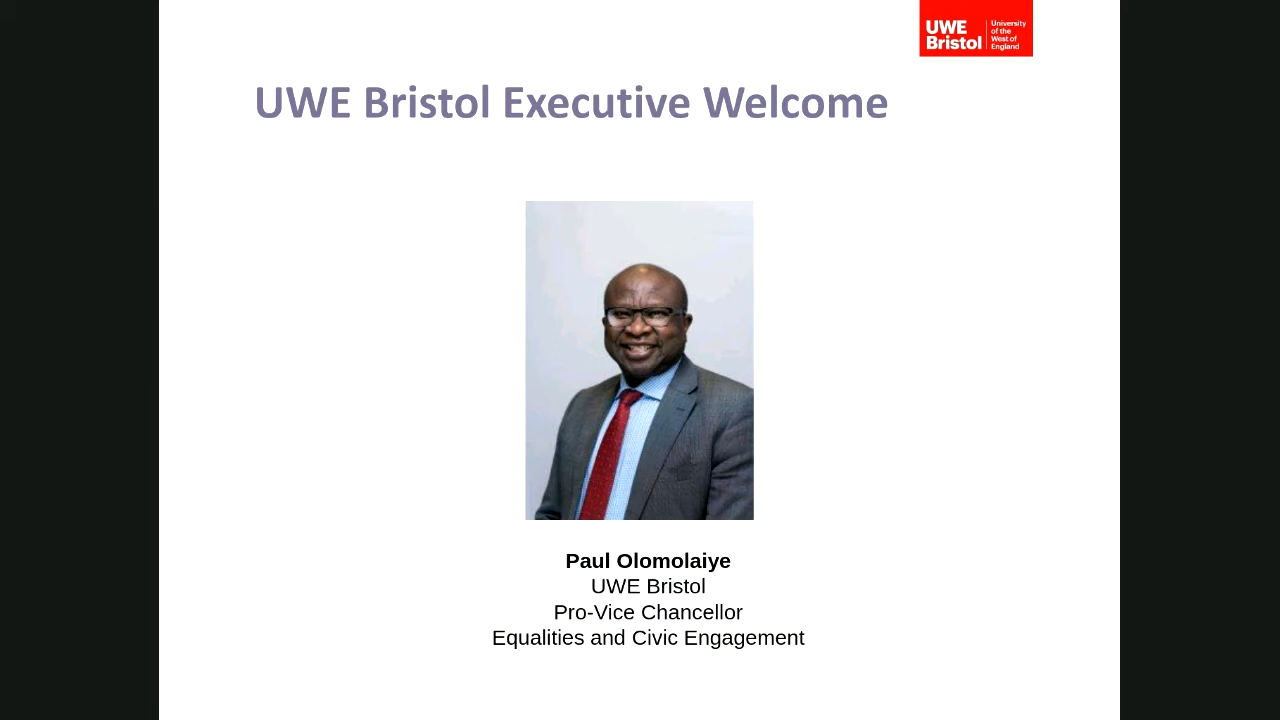 UWE Bristol
University of the West of England
UWE Bristol Executive Welcome
Paul Olomolaiye
UWE Bristol
Pro-Vice Chancellor
Equalities and Civic Engagement